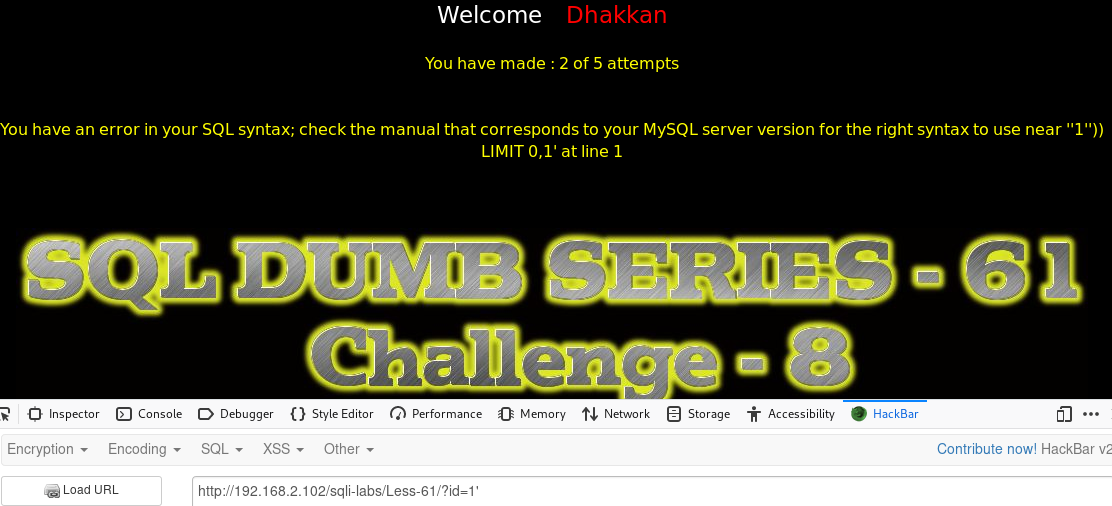 Welcome Dhakkan
You have made : 2 of 5 attempts
You have an error in your SQL syntax; check the manual that corresponds to your MySQL server version for the right syntax to use near ''1''))
LIMIT 0,1' at line 1
SQL DUMB SERIES - 61
Challenge - 8
Inspector Console Debugger Style Editor Performance Memory Network Storage Accessibility HackBar
Encryption Encoding SQL XSS Other Contribute now! HackBar v2
Load URL http://192.168.2.102/sqli-labs/Less-61/?id=1'